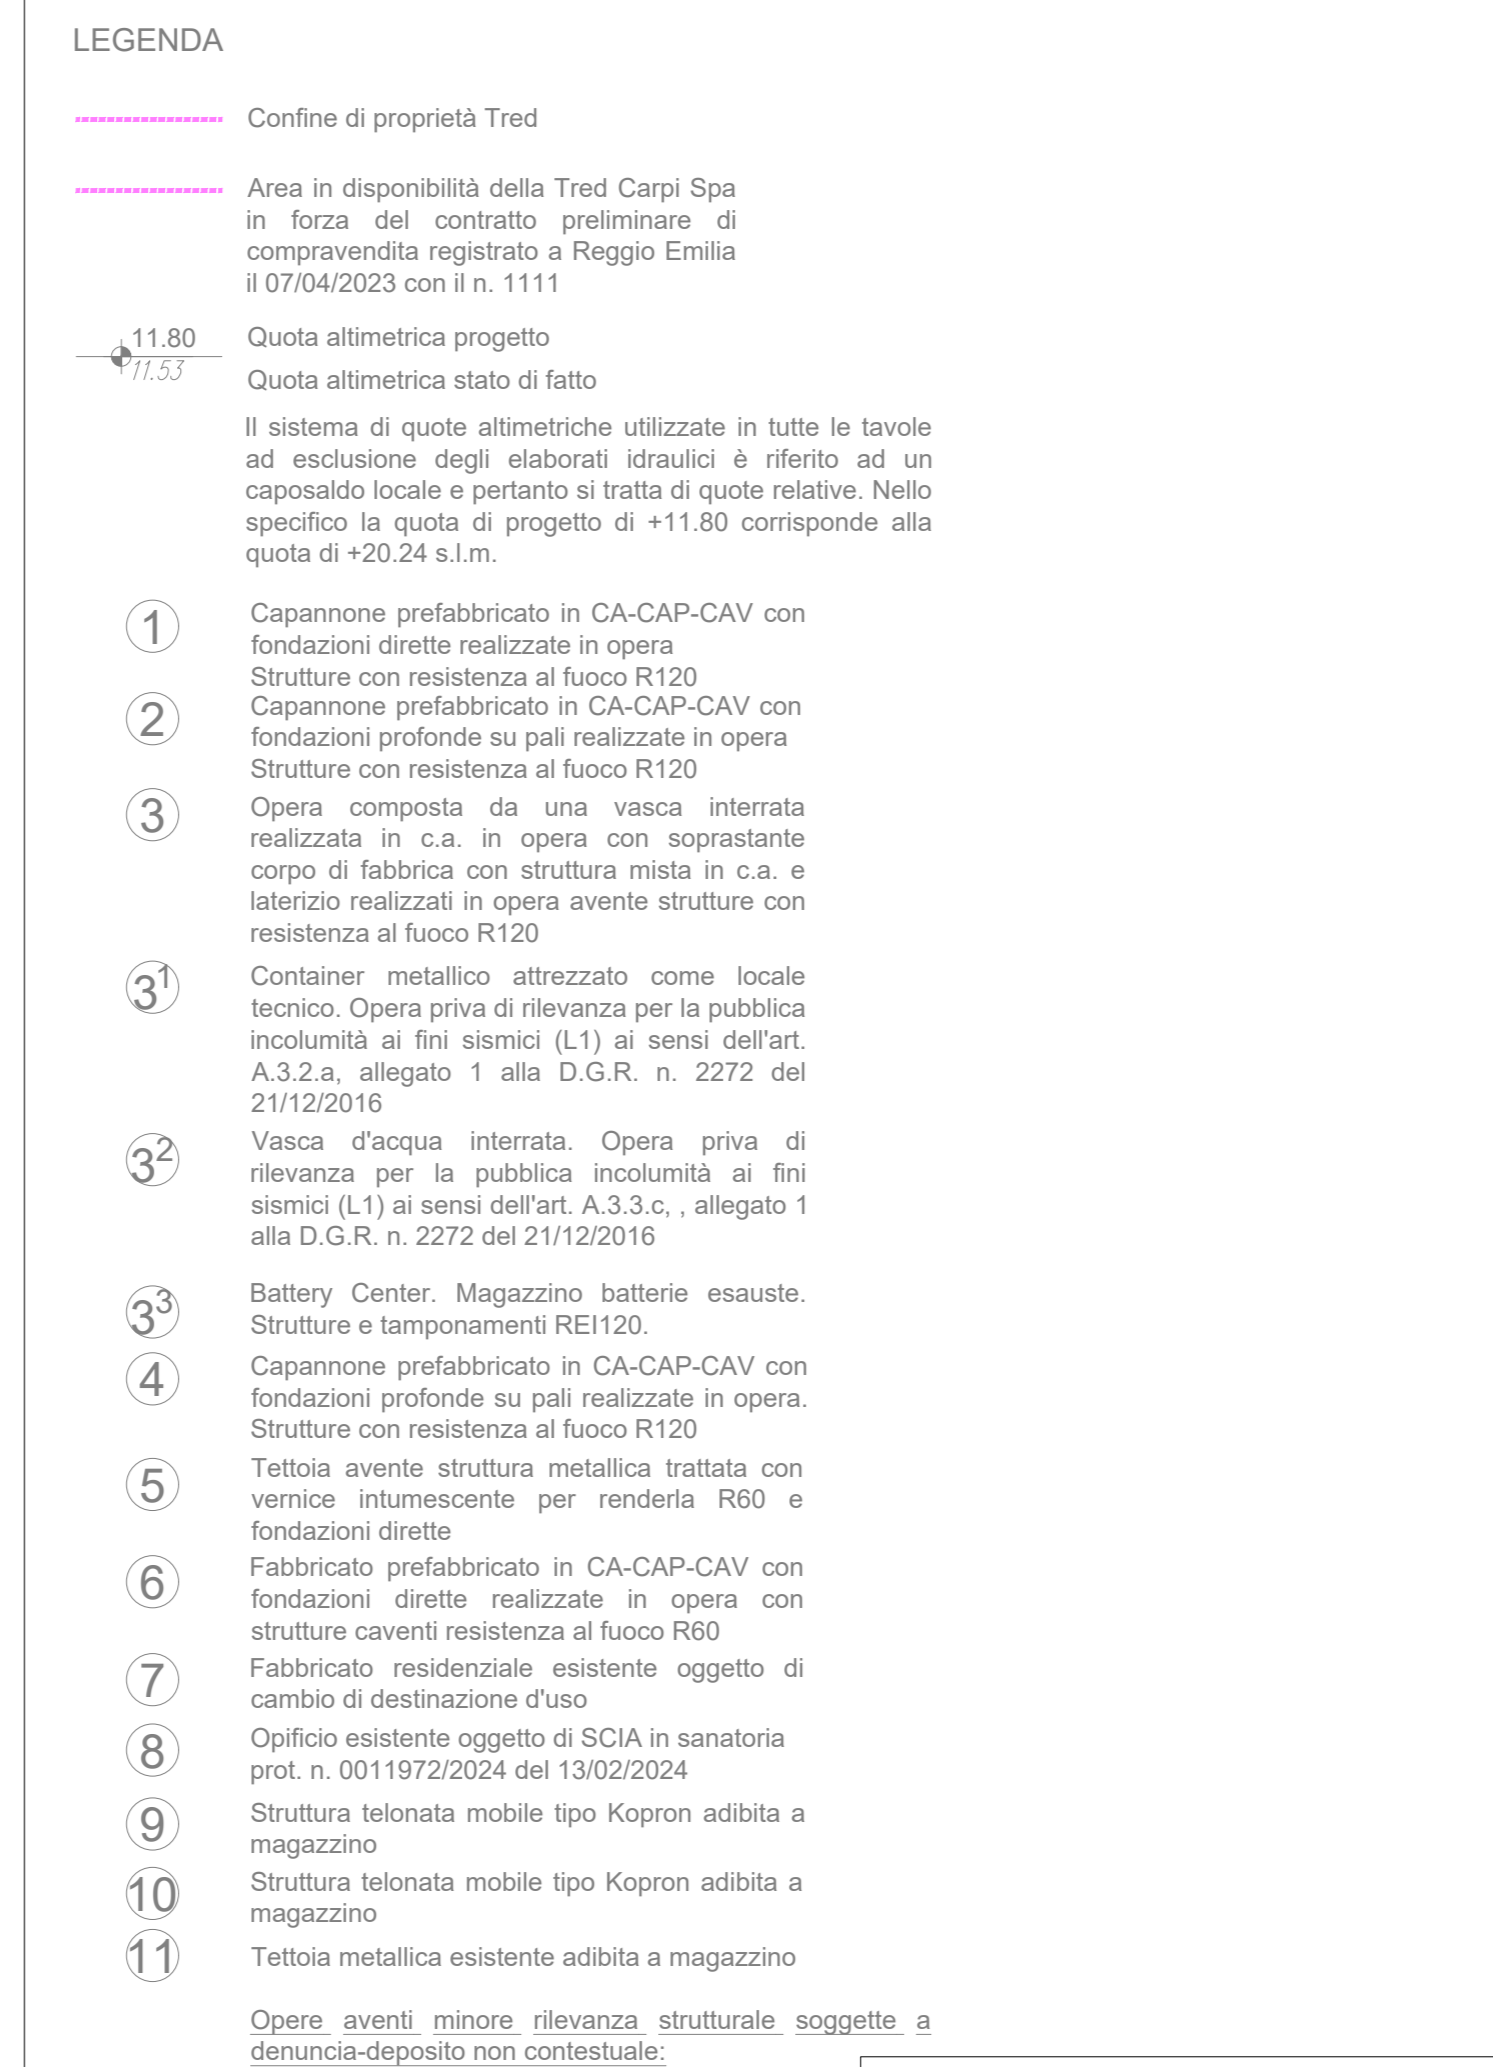 LEGENDA
Confine di proprietà Tred
Area in disponibilità della Tred Carpi Spa
in forza del contratto preliminare di
compravendita registrato a Reggio Emilia
il 07/04/2023 con il n. 1111
11.80 Quota altimetrica progetto
11.53 Quota altimetrica stato di fatto
Il sistema di quote altimetriche utilizzate in tutte le tavole
ad esclusione degli elaborati idraulici è riferito ad un
caposaldo locale e pertanto si tratta di quote relative. Nello
specifico la quota di progetto di +11.80 corrisponde alla
quota di +20.24 s.l.m.
1 Capannone prefabbricato in CA-CAP-CAV con
fondazioni dirette realizzate in opera
Strutture con resistenza al fuoco R120
2 Capannone prefabbricato in CA-CAP-CAV con
fondazioni profonde su pali realizzate in opera
Strutture con resistenza al fuoco R120
3 Opera composta da una vasca interrata
realizzata in c.a. in opera con soprastante
corpo di fabbrica con struttura mista in c.a. e
laterizio realizzati in opera avente strutture con
resistenza al fuoco R120
3¹ Container metallico attrezzato come locale
tecnico. Opera priva di rilevanza per la pubblica
incolumità ai fini sismici (L1) ai sensi dell'art.
A.3.2.a, allegato 1 alla D.G.R. n. 2272 del
21/12/2016
3² Vasca d'acqua interrata. Opera priva di
rilevanza per la pubblica incolumità ai fini
sismici (L1) ai sensi dell'art. A.3.3.c, , allegato 1
alla D.G.R. n. 2272 del 21/12/2016
3³ Battery Center. Magazzino batterie esauste.
Strutture e tamponamenti REI120.
4 Capannone prefabbricato in CA-CAP-CAV con
fondazioni profonde su pali realizzate in opera.
Strutture con resistenza al fuoco R120
5 Tettoia avente struttura metallica trattata con
vernice intumescente per renderla R60 e
fondazioni dirette
6 Fabbricato prefabbricato in CA-CAP-CAV con
fondazioni dirette realizzate in opera con
strutture caventi resistenza al fuoco R60
7 Fabbricato residenziale esistente oggetto di
cambio di destinazione d'uso
8 Opificio esistente oggetto di SCIA in sanatoria
prot. n. 0011972/2024 del 13/02/2024
9 Struttura telonata mobile tipo Kopron adibita a
magazzino
10 Struttura telonata mobile tipo Kopron adibita a
magazzino
11 Tettoia metallica esistente adibita a magazzino
Opere aventi minore rilevanza strutturale soggette a
denuncia-deposito non contestuale: